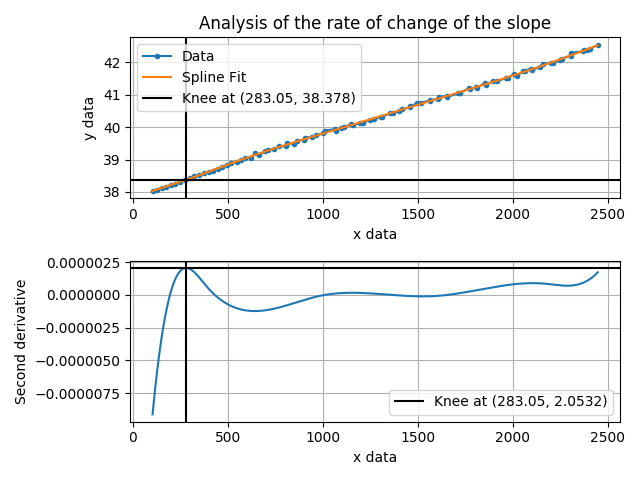 Analysis of the rate of change of the slope
Data
Spline Fit
Knee at (283.05, 38.378)
y data
42
41
40
39
38
0 500 1000 1500 2000 2500
x data
Second derivative
0.0000025
0.0000000
−0.0000025
−0.0000050
−0.0000075
Knee at (283.05, 2.0532)
0 500 1000 1500 2000 2500
x data